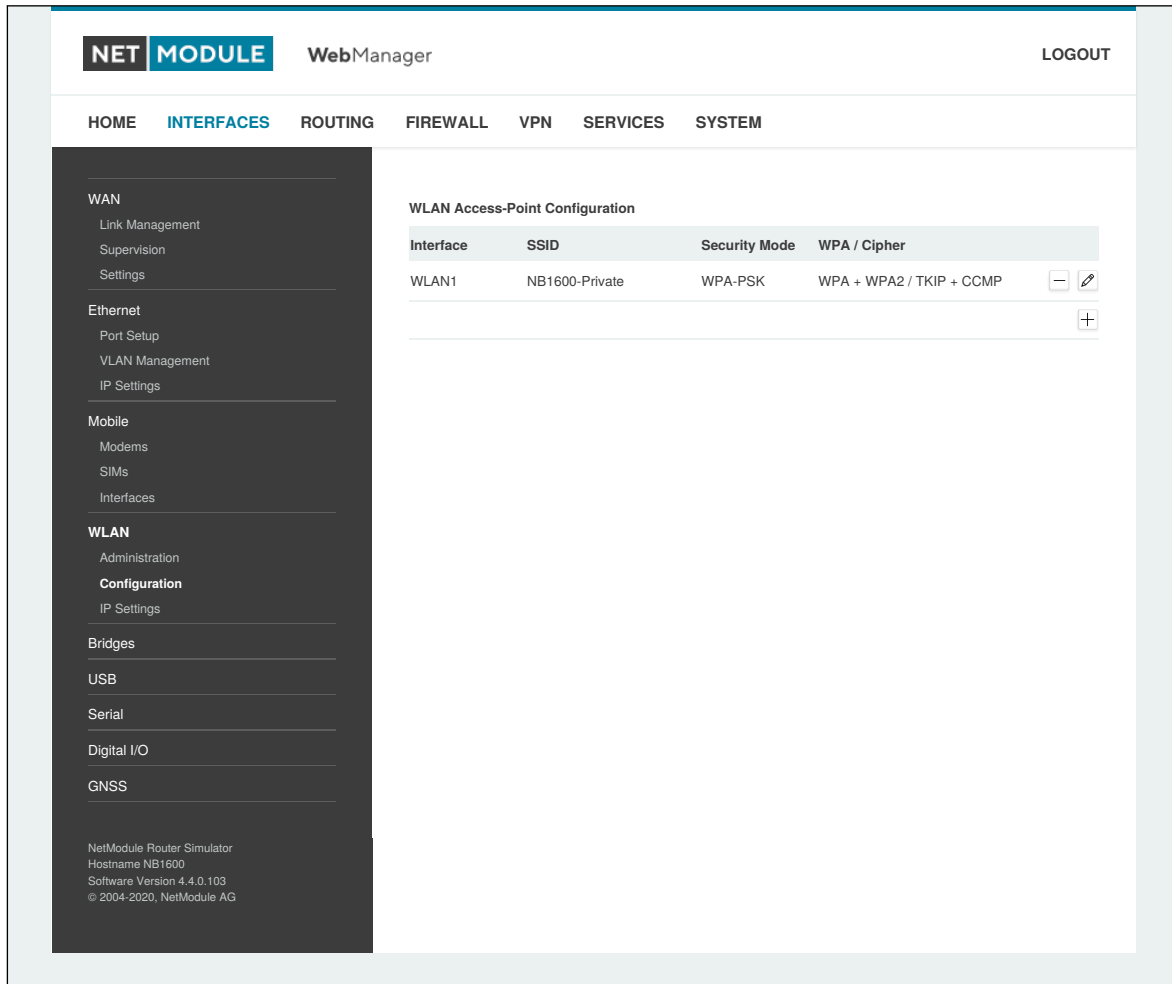 NET MODULE WebManager LOGOUT
HOME INTERFACES ROUTING FIREWALL VPN SERVICES SYSTEM
WAN
Link Management
Supervision
Settings
Ethernet
Port Setup
VLAN Management
IP Settings
Mobile
Modems
SIMs
Interfaces
WLAN
Administration
Configuration
IP Settings
Bridges
USB
Serial
Digital I/O
GNSS
NetModule Router Simulator
Hostname NB1600
Software Version 4.4.0.103
© 2004-2020, NetModule AG
WLAN Access-Point Configuration
Interface SSID Security Mode WPA / Cipher
WLAN1 NB1600-Private WPA-PSK WPA + WPA2 / TKIP + CCMP